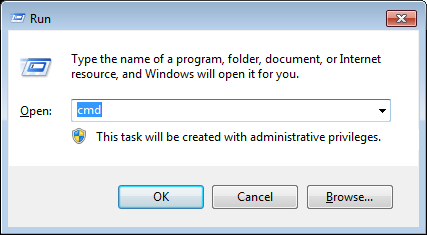 Run
Type the name of a program, folder, document, or Internet
resource, and Windows will open it for you.
Open: cmd
This task will be created with administrative privileges.
OK Cancel Browse...